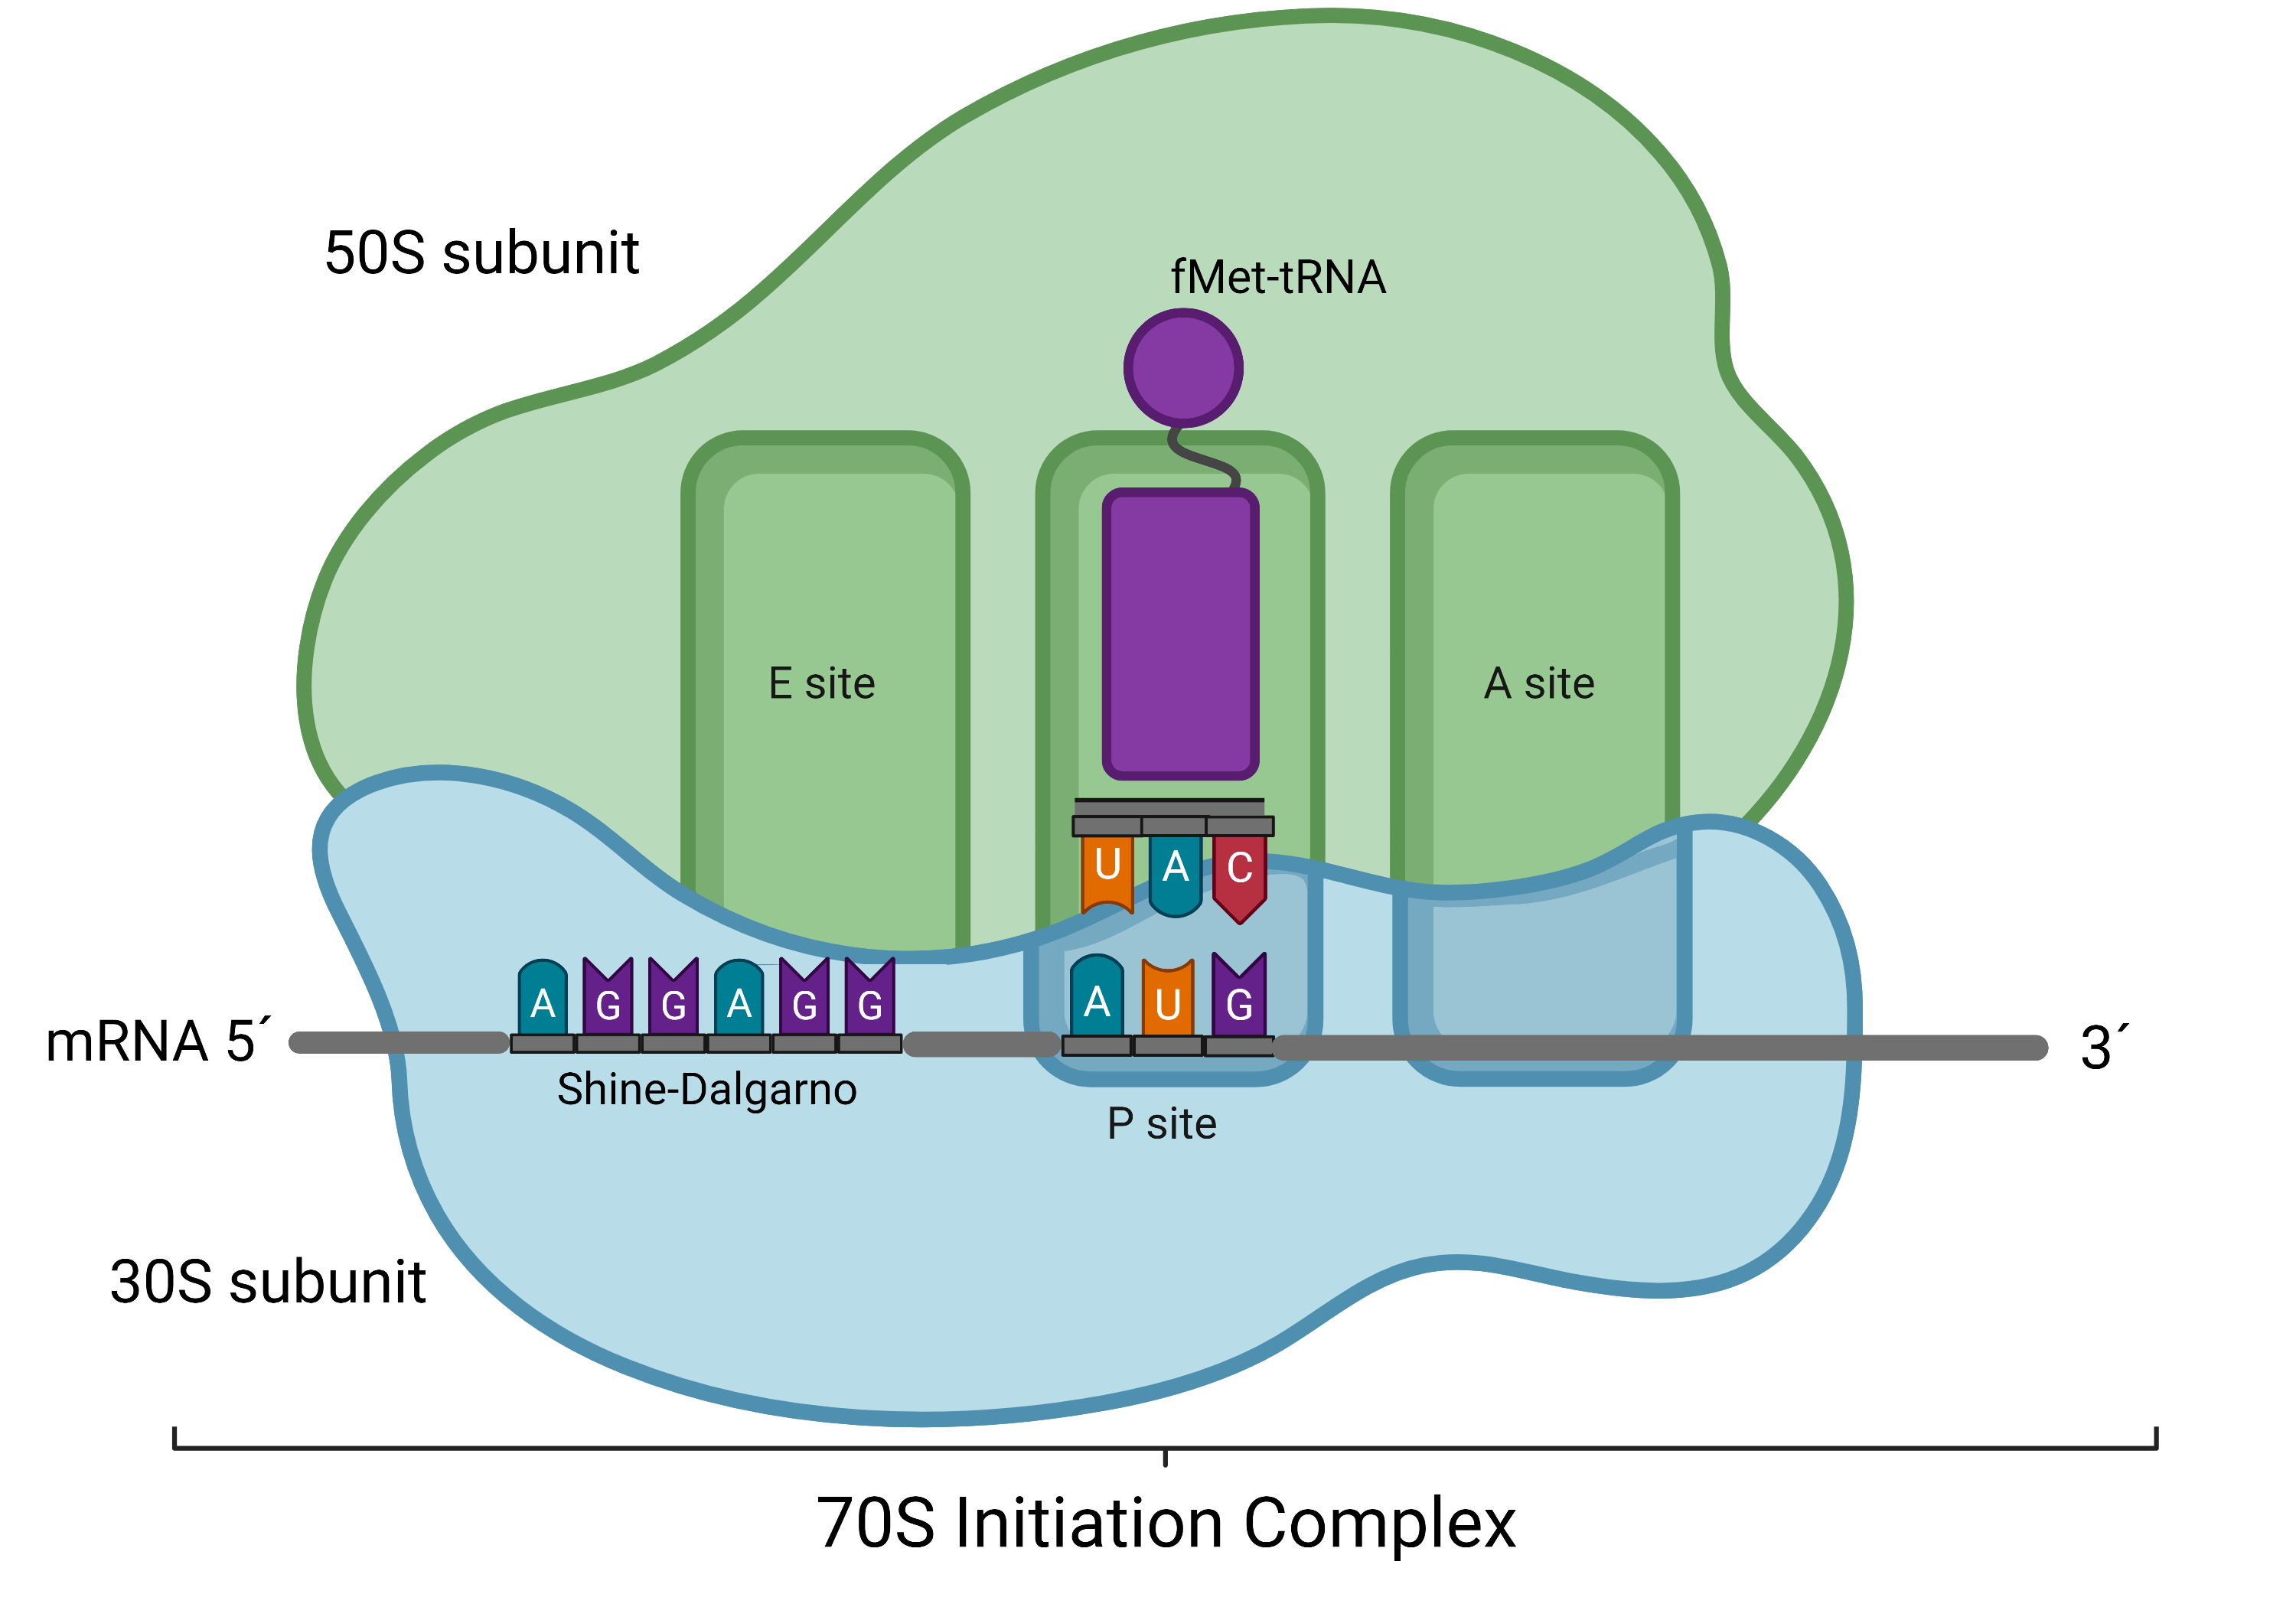 50S subunit
fMet-tRNA
E site
A site
U A C
A G G A G G
A U G
mRNA 5´
3´
Shine-Dalgarno
P site
30S subunit
70S Initiation Complex